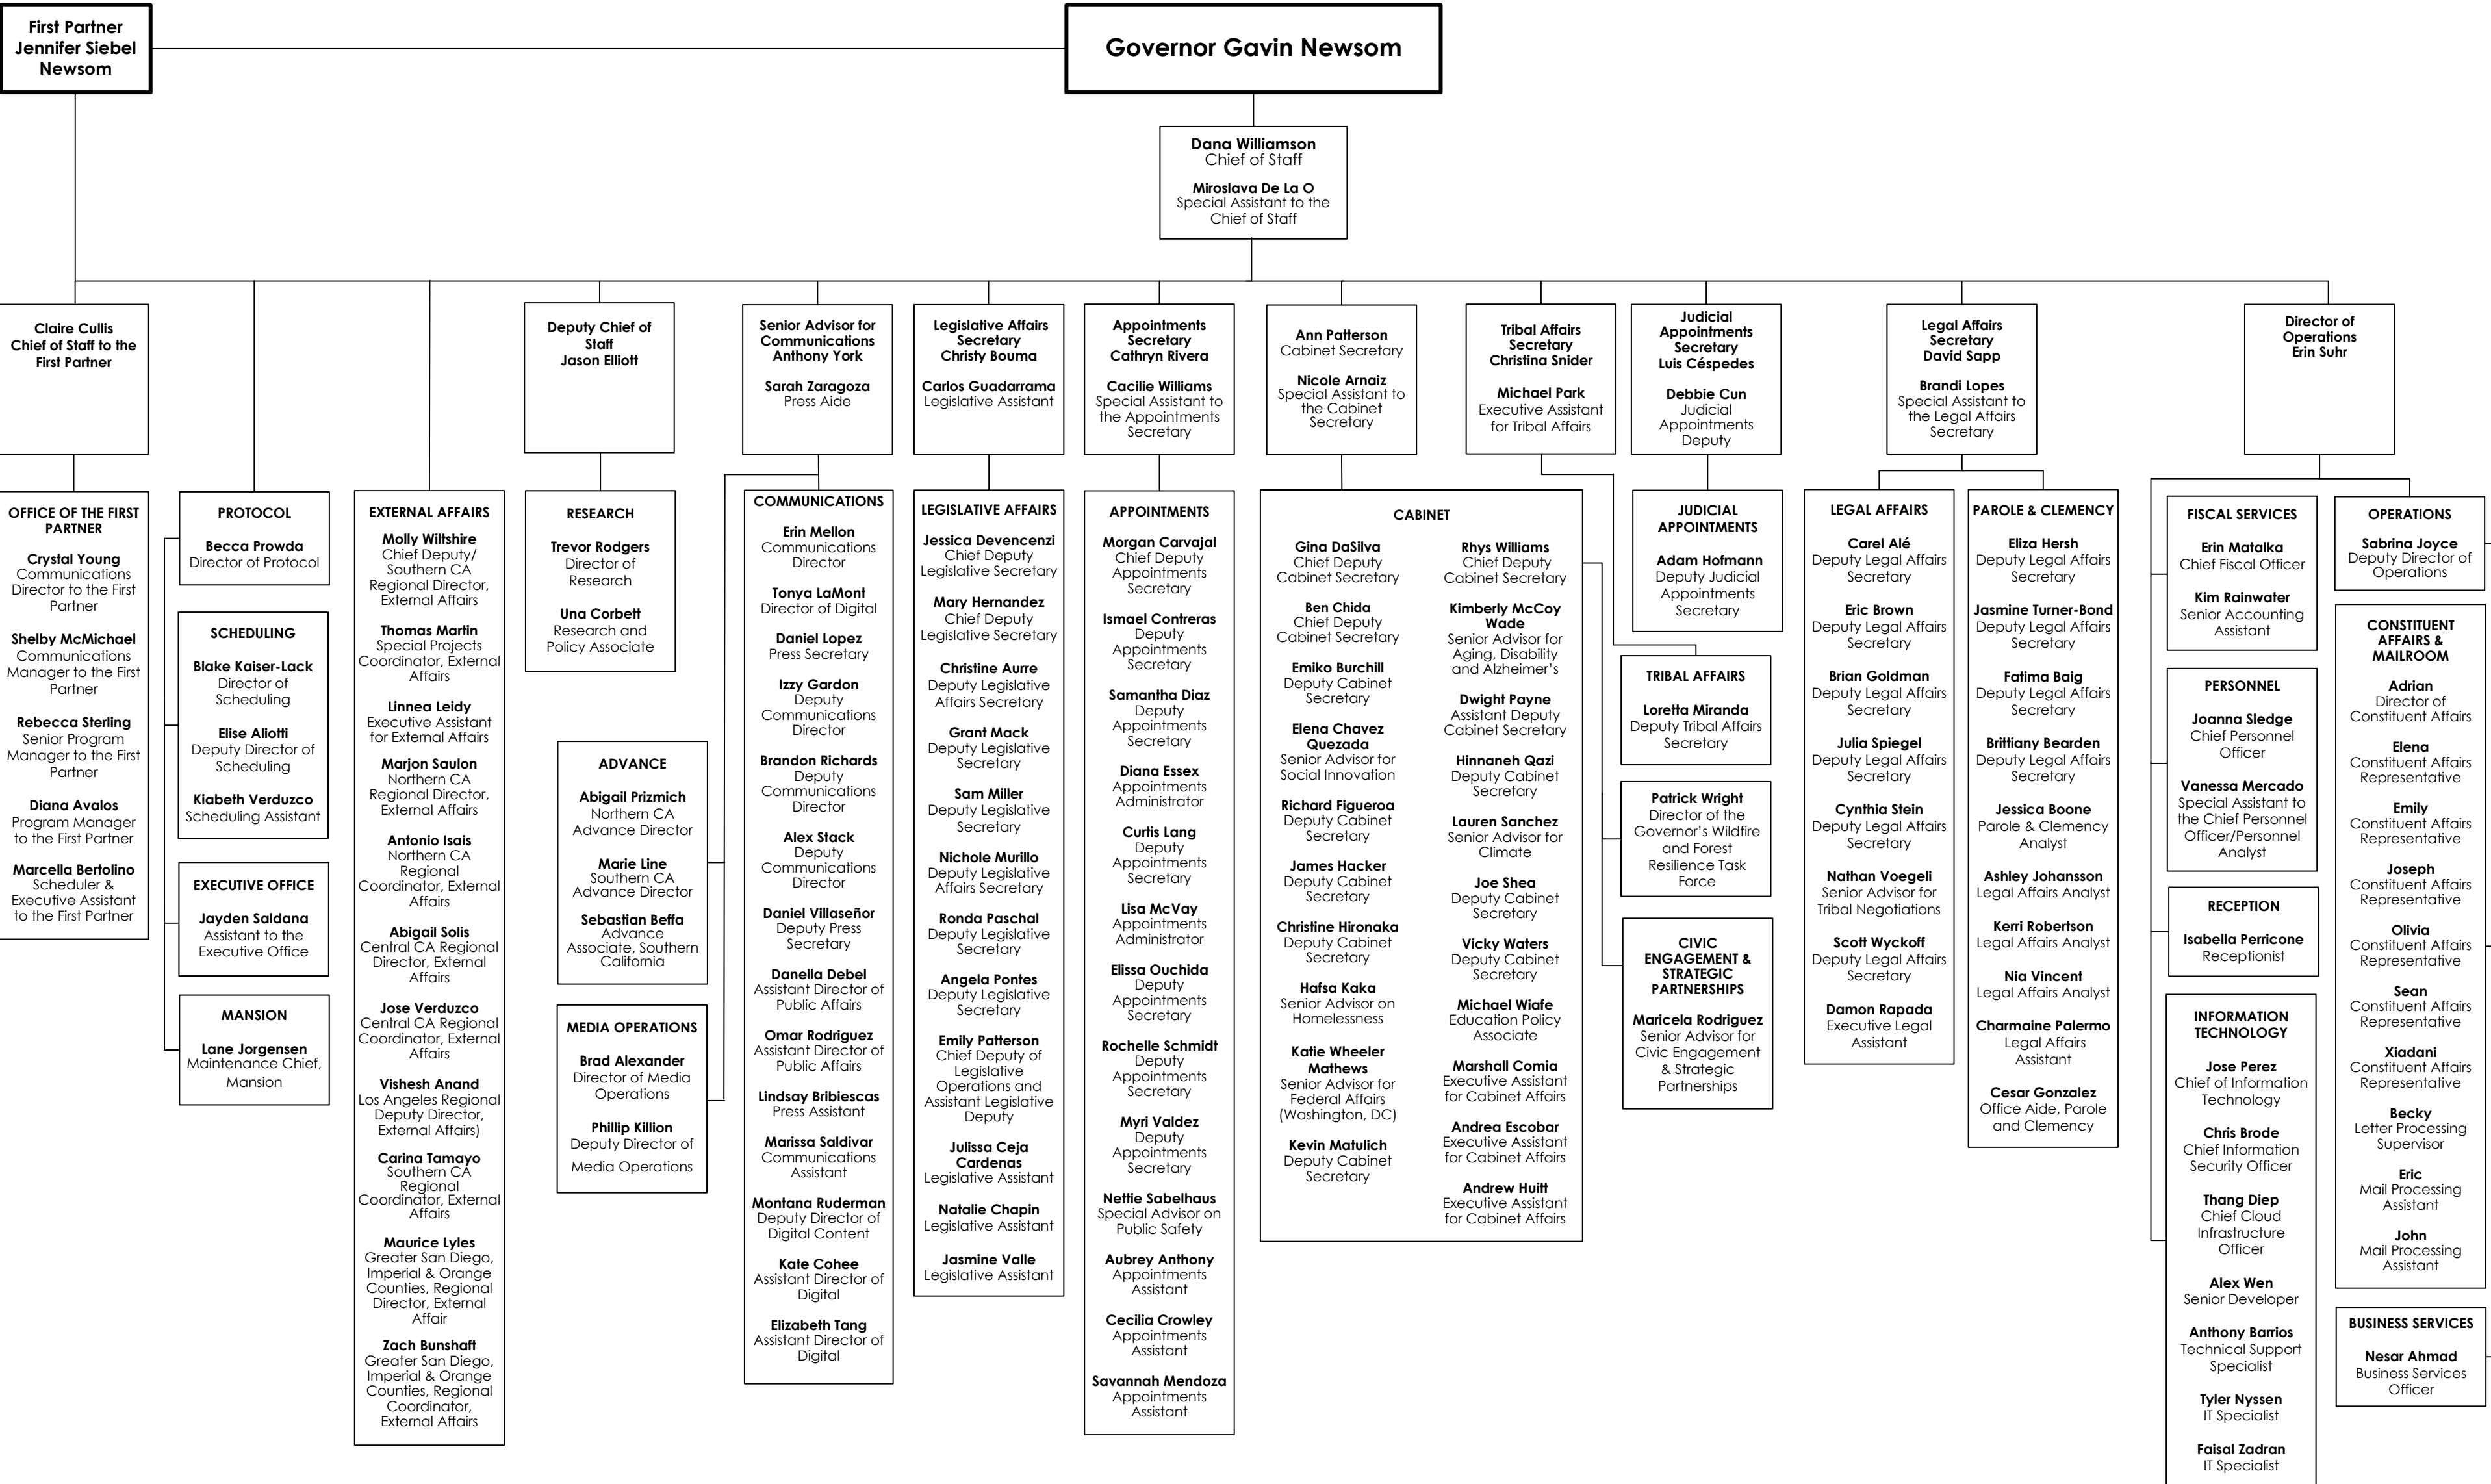 First Partner
Jennifer Siebel
Newsom
Governor Gavin Newsom
Dana Williamson
Chief of Staff
Miroslava De La O
Special Assistant to the
Chief of Staff
Claire Cullis
Chief of Staff to the
First Partner
Deputy Chief of
Staff
Jason Elliott
Senior Advisor for
Communications
Anthony York
Sarah Zaragoza
Press Aide
Legislative Affairs
Secretary
Christy Bouma
Carlos Guadarrama
Legislative Assistant
Appointments
Secretary
Cathryn Rivera
Cacilie Williams
Special Assistant to
the Appointments
Secretary
Ann Patterson
Cabinet Secretary
Nicole Arnaiz
Special Assistant to
the Cabinet
Secretary
Tribal Affairs
Secretary
Christina Snider
Michael Park
Executive Assistant
for Tribal Affairs
Judicial
Appointments
Secretary
Luis Céspedes
Debbie Cun
Judicial
Appointments
Deputy
Legal Affairs
Secretary
David Sapp
Brandi Lopes
Special Assistant to
the Legal Affairs
Secretary
Director of
Operations
Erin Suhr
OFFICE OF THE FIRST
PARTNER
Crystal Young
Communications
Director to the First
Partner
Shelby McMichael
Communications
Manager to the First
Partner
Rebecca Sterling
Senior Program
Manager to the First
Partner
Diana Avalos
Program Manager
to the First Partner
Marcella Bertolino
Scheduler &
Executive Assistant
to the First Partner
PROTOCOL
Becca Prowda
Director of Protocol
SCHEDULING
Blake Kaiser-Lack
Director of
Scheduling
Elise Aliotti
Deputy Director of
Scheduling
Kiabeth Verduzco
Scheduling Assistant
EXECUTIVE OFFICE
Jayden Saldana
Assistant to the
Executive Office
MANSION
Lane Jorgensen
Maintenance Chief,
Mansion
EXTERNAL AFFAIRS
Molly Wiltshire
Chief Deputy/
Southern CA
Regional Director,
External Affairs
Thomas Martin
Special Projects
Coordinator, External
Affairs
Linnea Leidy
Executive Assistant
for External Affairs
Marjon Saulon
Northern CA
Regional Director,
External Affairs
Antonio Isais
Northern CA
Regional
Coordinator, External
Affairs
Abigail Solis
Central CA Regional
Director, External
Affairs
Jose Verduzco
Central CA Regional
Coordinator, External
Affairs
Vishesh Anand
Los Angeles Regional
Deputy Director,
External Affairs)
Carina Tamayo
Southern CA
Regional
Coordinator, External
Affairs
Maurice Lyles
Greater San Diego,
Imperial & Orange
Counties, Regional
Director, External
Affair
Zach Bunshaft
Greater San Diego,
Imperial & Orange
Counties, Regional
Coordinator,
External Affairs
RESEARCH
Trevor Rodgers
Director of
Research
Una Corbett
Research and
Policy Associate
ADVANCE
Abigail Prizmich
Northern CA
Advance Director
Marie Line
Southern CA
Advance Director
Sebastian Beffa
Advance
Associate, Southern
California
MEDIA OPERATIONS
Brad Alexander
Director of Media
Operations
Phillip Killion
Deputy Director of
Media Operations
COMMUNICATIONS
Erin Mellon
Communications
Director
Tonya LaMont
Director of Digital
Daniel Lopez
Press Secretary
Izzy Gardon
Deputy
Communications
Director
Brandon Richards
Deputy
Communications
Director
Alex Stack
Deputy
Communications
Director
Daniel Villaseñor
Deputy Press
Secretary
Danella Debel
Assistant Director of
Public Affairs
Omar Rodriguez
Assistant Director of
Public Affairs
Lindsay Bribiescas
Press Assistant
Marissa Saldivar
Communications
Assistant
Montana Ruderman
Deputy Director of
Digital Content
Kate Cohee
Assistant Director of
Digital
Elizabeth Tang
Assistant Director of
Digital
LEGISLATIVE AFFAIRS
Jessica Devencenzi
Chief Deputy
Legislative Secretary
Mary Hernandez
Chief Deputy
Legislative Secretary
Christine Aurre
Deputy Legislative
Affairs Secretary
Grant Mack
Deputy Legislative
Secretary
Sam Miller
Deputy Legislative
Secretary
Nichole Murillo
Deputy Legislative
Affairs Secretary
Ronda Paschal
Deputy Legislative
Secretary
Angela Pontes
Deputy Legislative
Secretary
Emily Patterson
Chief Deputy of
Legislative
Operations and
Assistant Legislative
Deputy
Julissa Ceja
Cardenas
Legislative Assistant
Natalie Chapin
Legislative Assistant
Jasmine Valle
Legislative Assistant
APPOINTMENTS
Morgan Carvajal
Chief Deputy
Appointments
Secretary
Ismael Contreras
Deputy
Appointments
Secretary
Samantha Diaz
Deputy
Appointments
Secretary
Diana Essex
Appointments
Administrator
Curtis Lang
Deputy
Appointments
Secretary
Lisa McVay
Appointments
Administrator
Elissa Ouchida
Deputy
Appointments
Secretary
Rochelle Schmidt
Deputy
Appointments
Secretary
Myri Valdez
Deputy
Appointments
Secretary
Nettie Sabelhaus
Special Advisor on
Public Safety
Aubrey Anthony
Appointments
Assistant
Cecilia Crowley
Appointments
Assistant
Savannah Mendoza
Appointments
Assistant
CABINET
Gina DaSilva
Chief Deputy
Cabinet Secretary
Ben Chida
Chief Deputy
Cabinet Secretary
Emiko Burchill
Deputy Cabinet
Secretary
Elena Chavez
Quezada
Senior Advisor for
Social Innovation
Richard Figueroa
Deputy Cabinet
Secretary
James Hacker
Deputy Cabinet
Secretary
Christine Hironaka
Deputy Cabinet
Secretary
Hafsa Kaka
Senior Advisor on
Homelessness
Katie Wheeler
Mathews
Senior Advisor for
Federal Affairs
(Washington, DC)
Kevin Matulich
Deputy Cabinet
Secretary
Rhys Williams
Chief Deputy
Cabinet Secretary
Kimberly McCoy
Wade
Senior Advisor for
Aging, Disability
and Alzheimer's
Dwight Payne
Assistant Deputy
Cabinet Secretary
Hinnaneh Qazi
Deputy Cabinet
Secretary
Lauren Sanchez
Senior Advisor for
Climate
Joe Shea
Deputy Cabinet
Secretary
Vicky Waters
Deputy Cabinet
Secretary
Michael Wiafe
Education Policy
Associate
Marshall Comia
Executive Assistant
for Cabinet Affairs
Andrea Escobar
Executive Assistant
for Cabinet Affairs
Andrew Huitt
Executive Assistant
for Cabinet Affairs
JUDICIAL
APPOINTMENTS
Adam Hofmann
Deputy Judicial
Appointments
Secretary
TRIBAL AFFAIRS
Loretta Miranda
Deputy Tribal Affairs
Secretary
Patrick Wright
Director of the
Governor's Wildfire
and Forest
Resilience Task
Force
CIVIC
ENGAGEMENT &
STRATEGIC
PARTNERSHIPS
Maricela Rodriguez
Senior Advisor for
Civic Engagement
& Strategic
Partnerships
LEGAL AFFAIRS
Carel Alé
Deputy Legal Affairs
Secretary
Eric Brown
Deputy Legal Affairs
Secretary
Brian Goldman
Deputy Legal Affairs
Secretary
Julia Spiegel
Deputy Legal Affairs
Secretary
Cynthia Stein
Deputy Legal Affairs
Secretary
Nathan Voegeli
Senior Advisor for
Tribal Negotiations
Scott Wyckoff
Deputy Legal Affairs
Secretary
Damon Rapada
Executive Legal
Assistant
PAROLE & CLEMENCY
Eliza Hersh
Deputy Legal Affairs
Secretary
Jasmine Turner-Bond
Deputy Legal Affairs
Secretary
Fatima Baig
Deputy Legal Affairs
Secretary
Brittiany Bearden
Deputy Legal Affairs
Secretary
Jessica Boone
Parole & Clemency
Analyst
Ashley Johansson
Legal Affairs Analyst
Kerri Robertson
Legal Affairs Analyst
Nia Vincent
Legal Affairs Analyst
Charmaine Palermo
Legal Affairs
Assistant
Cesar Gonzalez
Office Aide, Parole
and Clemency
FISCAL SERVICES
Erin Matalka
Chief Fiscal Officer
Kim Rainwater
Senior Accounting
Assistant
PERSONNEL
Joanna Sledge
Chief Personnel
Officer
Vanessa Mercado
Special Assistant to
the Chief Personnel
Officer/Personnel
Analyst
RECEPTION
Isabella Perricone
Receptionist
INFORMATION
TECHNOLOGY
Jose Perez
Chief of Information
Technology
Chris Brode
Chief Information
Security Officer
Thang Diep
Chief Cloud
Infrastructure
Officer
Alex Wen
Senior Developer
Anthony Barrios
Technical Support
Specialist
Tyler Nyssen
IT Specialist
Faisal Zadran
IT Specialist
OPERATIONS
Sabrina Joyce
Deputy Director of
Operations
CONSTITUENT
AFFAIRS &
MAILROOM
Adrian
Director of
Constituent Affairs
Elena
Constituent Affairs
Representative
Emily
Constituent Affairs
Representative
Joseph
Constituent Affairs
Representative
Olivia
Constituent Affairs
Representative
Sean
Constituent Affairs
Representative
Xiadani
Constituent Affairs
Representative
Becky
Letter Processing
Supervisor
Eric
Mail Processing
Assistant
John
Mail Processing
Assistant
BUSINESS SERVICES
Nesar Ahmad
Business Services
Officer